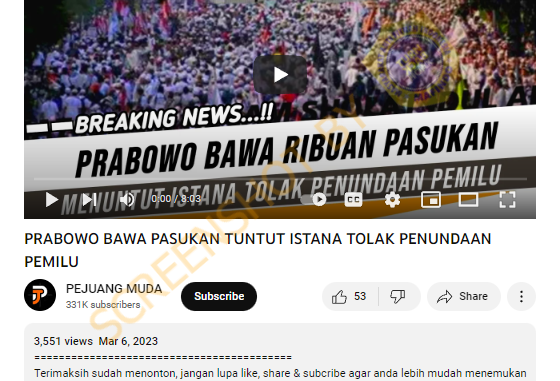 BREAKING NEWS...!!
PRABOWO BAWA RIBUAN PASUKAN
MENUNTUT ISTANA TOLAK PENUNDAAN PEMILU
0:00 / 8:03
CC
PRABOWO BAWA PASUKAN TUNTUT ISTANA TOLAK PENUNDAAN
PEMILU
PEJUANG MUDA
331K subscribers
Subscribe
53
Share
3,551 views Mar 6, 2023
===========================================
Terimaksih sudah menonton, jangan lupa like, share & subcribe agar anda lebih mudah menemukan
SCREENSHOT BY